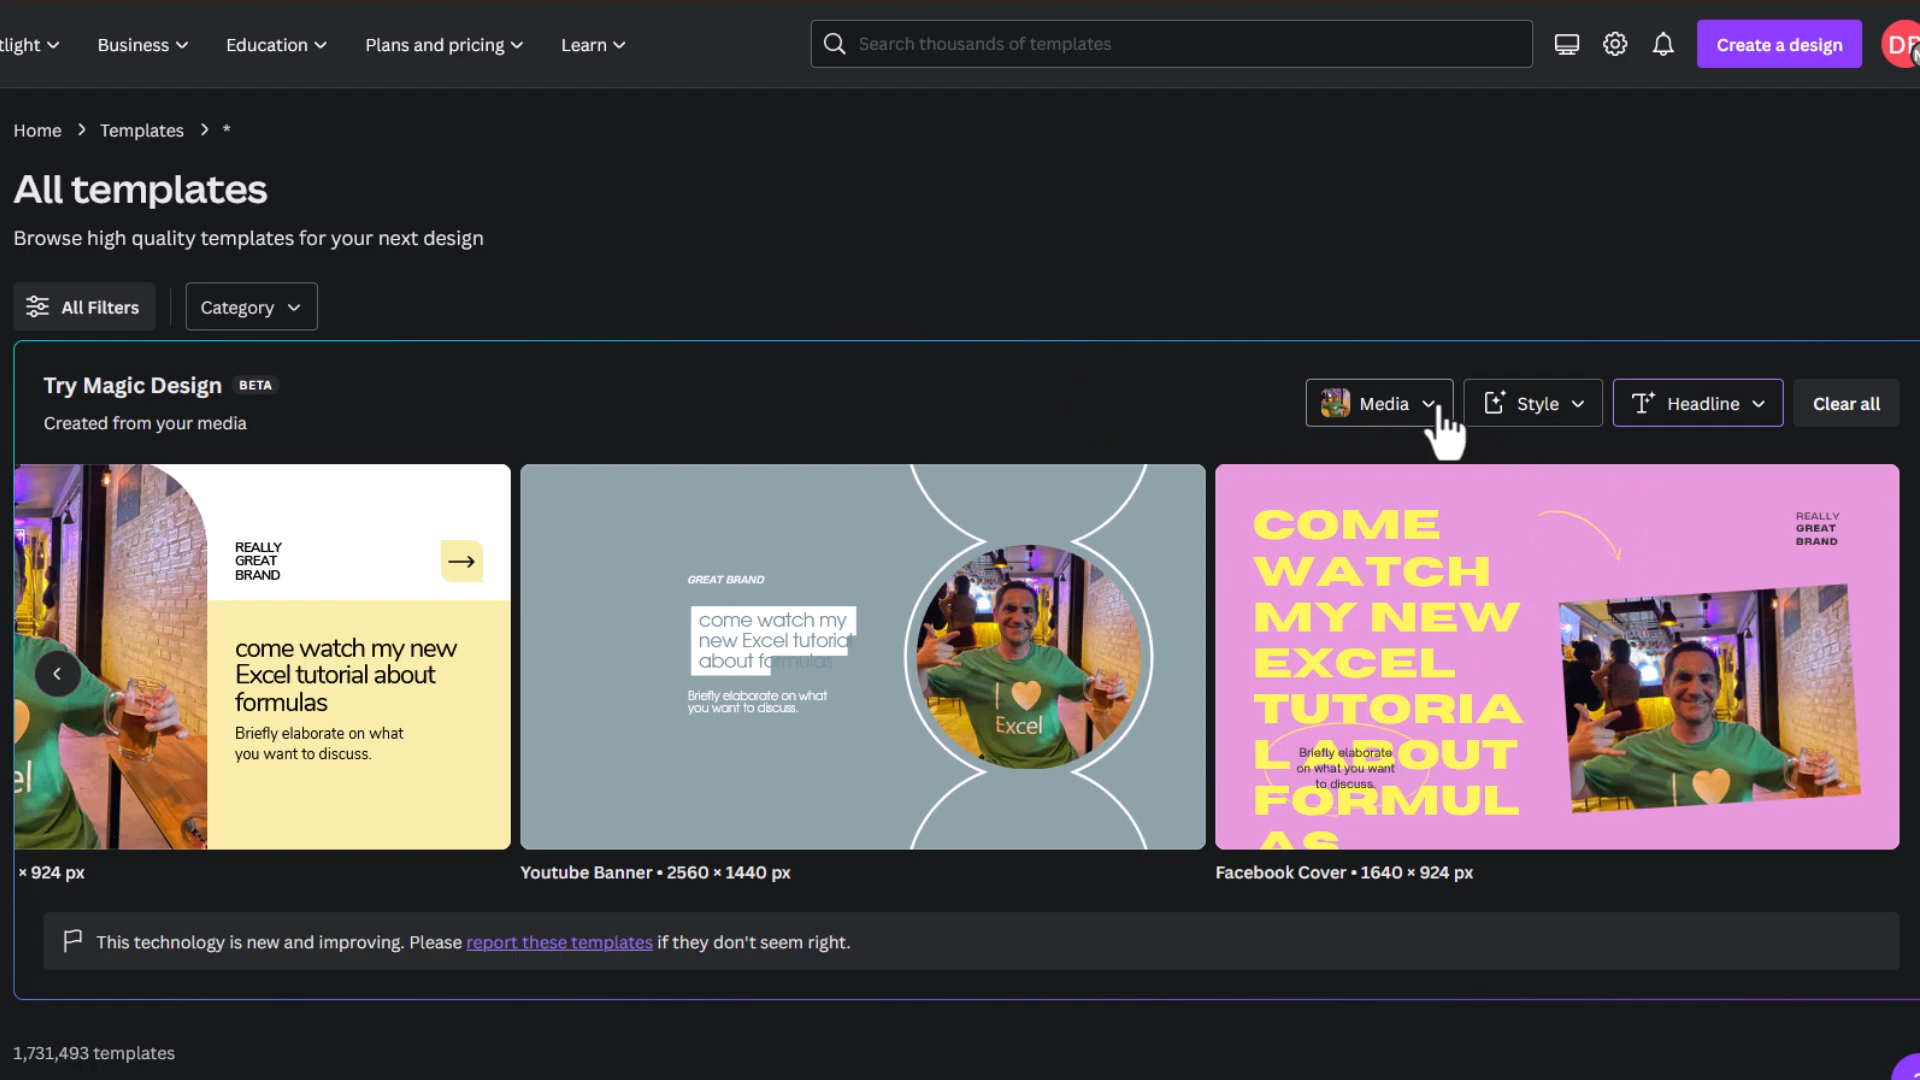 tlight
Business
Education
Plans and pricing
Learn
Search thousands of templates
Create a design
Home
Templates
*
All templates
Browse high quality templates for your next design
All Filters
Category
Try Magic Design BETA
Created from your media
Media
Style
Headline
Clear all
REALLY
GREAT
BRAND
come watch my new
Excel tutorial about
formulas
Briefly elaborate on what
you want to discuss.
× 924 px
GREAT BRAND
come watch my
new Excel tutorial
about formulas
Briefly elaborate on what
you want to discuss.
I
Excel
Youtube Banner • 2560 × 1440 px
COME
WATCH
MY NEW
EXCEL
TUTORIA
L ABOUT
FORMUL
AS
Briefly elaborate
on what you want
to discuss.
REALLY
GREAT
BRAND
Facebook Cover • 1640 × 924 px
This technology is new and improving. Please report these templates if they don't seem right.
1,731,493 templates